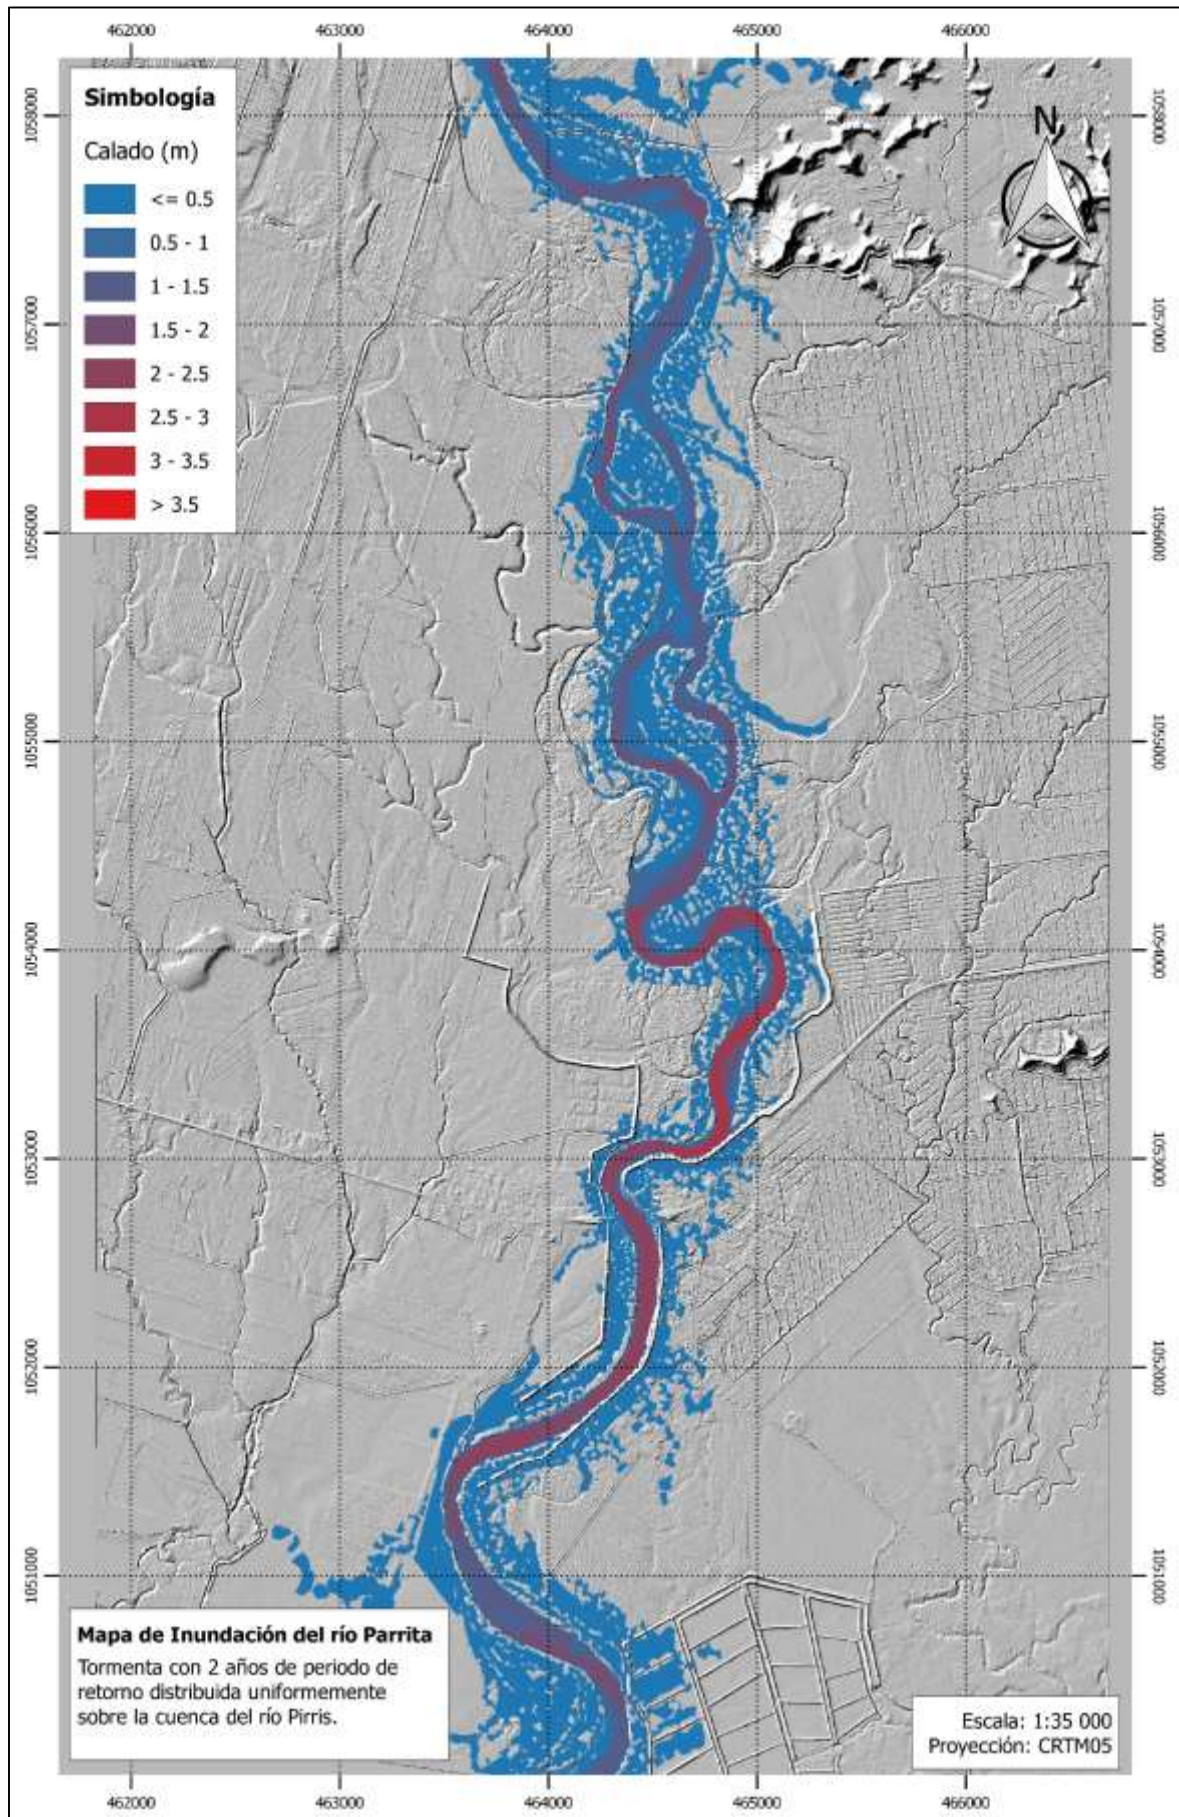 462000 463000 464000 465000 466000
Simbología
Calado (m)
<= 0.5
0.5 - 1
1 - 1.5
1.5 - 2
2 - 2.5
2.5 - 3
3 - 3.5
> 3.5
N
1058000 1058000
1057000 1057000
1056000 1056000
1055000 1055000
1054000 1054000
1053000 1053000
1052000 1052000
1051000 1051000
Mapa de Inundación del río Parrita
Tormenta con 2 años de periodo de
retorno distribuida uniformemente
sobre la cuenca del río Pirris.
Escala: 1:35 000
Proyección: CRTM05
462000 463000 464000 465000 466000